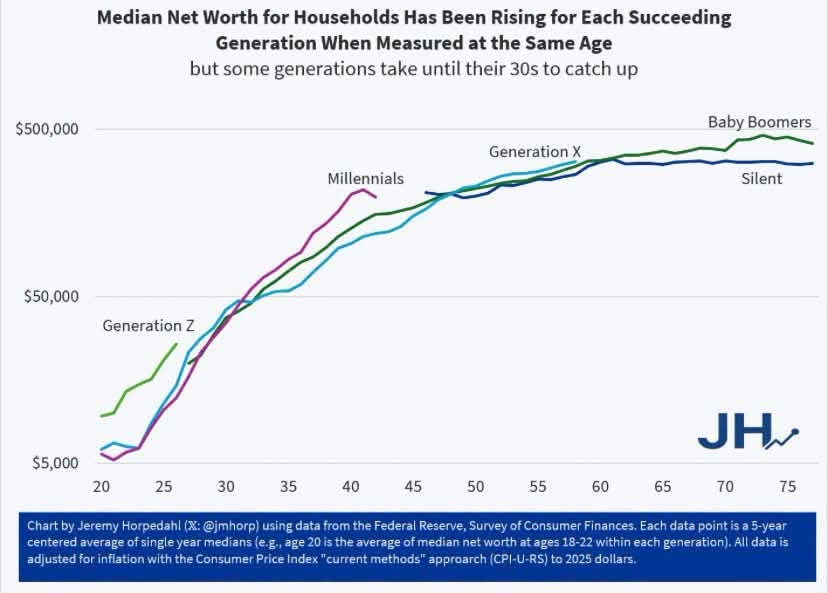 Median Net Worth for Households Has Been Rising for Each Succeeding
Generation When Measured at the Same Age
but some generations take until their 30s to catch up
$500,000
Baby Boomers
Generation X
Millennials
Silent
$50,000
Generation Z
JH
$5,000
20 25 30 35 40 45 50 55 60 65 70 75
Chart by Jeremy Horpedahl (𝕏: @jmhorp) using data from the Federal Reserve, Survey of Consumer Finances. Each data point is a 5-year
centered average of single year medians (e.g., age 20 is the average of median net worth at ages 18-22 within each generation). All data is
adjusted for inflation with the Consumer Price Index "current methods" approarch (CPI-U-RS) to 2025 dollars.